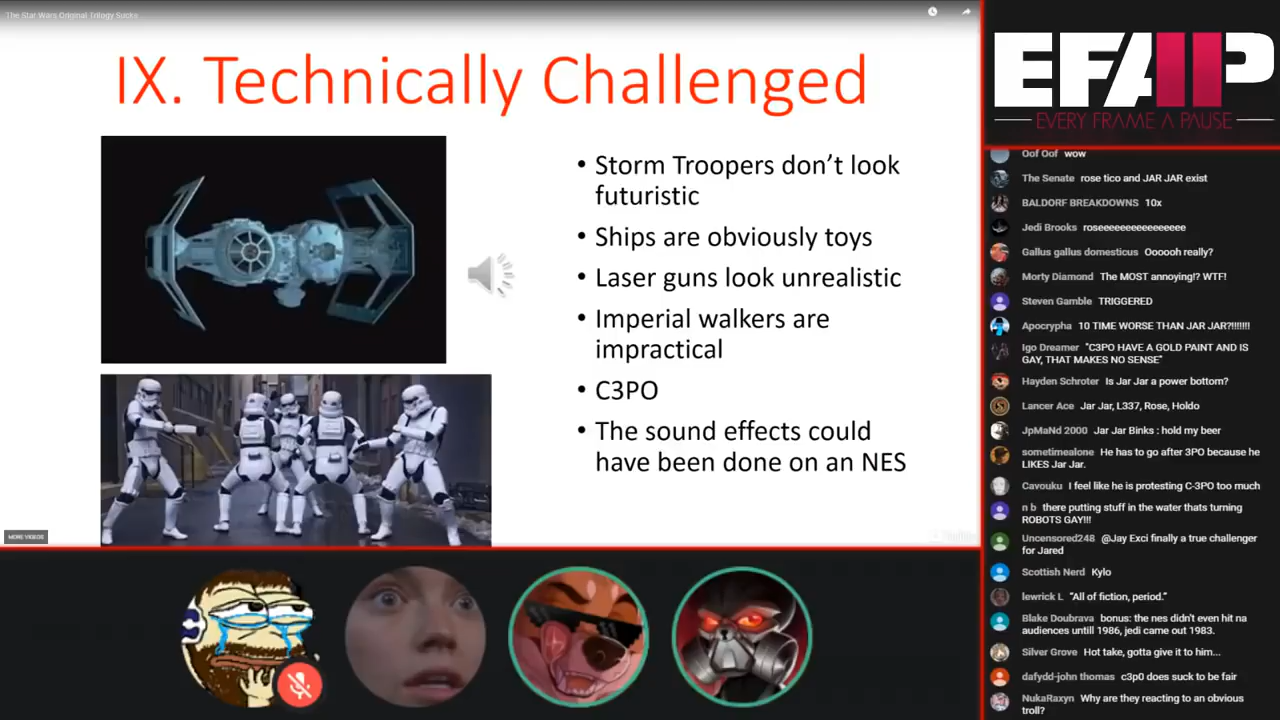 The Star Wars Original Trilogy Sucks
IX. Technically Challenged
• Storm Troopers don’t look
futuristic
• Ships are obviously toys
• Laser guns look unrealistic
• Imperial walkers are
impractical
• C3PO
• The sound effects could
have been done on an NES
MORE VIDEOS
EFAP
EVERY FRAME A PAUSE
Oof Oof wow
The Senate rose tico and JAR JAR exist
BALDORF BREAKDOWNS 10x
Jedi Brooks roseeeeeeeeeeeeeee
Gallus gallus domesticus Oooooh really?
Morty Diamond The MOST annoying!? WTF!
Steven Gamble TRIGGERED
Apocrypha 10 TIME WORSE THAN JAR JAR?!!!!!!!
Igo Dreamer "C3PO HAVE A GOLD PAINT AND IS
GAY, THAT MAKES NO SENSE"
Hayden Schroter Is Jar Jar a power bottom?
Lancer Ace Jar Jar, L337, Rose, Holdo
JpMaNd 2000 Jar Jar Binks : hold my beer
sometimealone He has to go after 3PO because he
LIKES Jar Jar.
Cavouku I feel like he is protesting C-3PO too much
n b there putting stuff in the water thats turning
ROBOTS GAY!!!
Uncensored248 @Jay Exci finally a true challenger
for Jared
Scottish Nerd Kylo
lewrick L “All of fiction, period.”
Blake Doubrava bonus: the nes didn't even hit na
audiences untill 1986, jedi came out 1983.
Silver Grove Hot take, gotta give it to him...
dafydd-john thomas c3p0 does suck to be fair
NukaRaxyn Why are they reacting to an obvious
troll?